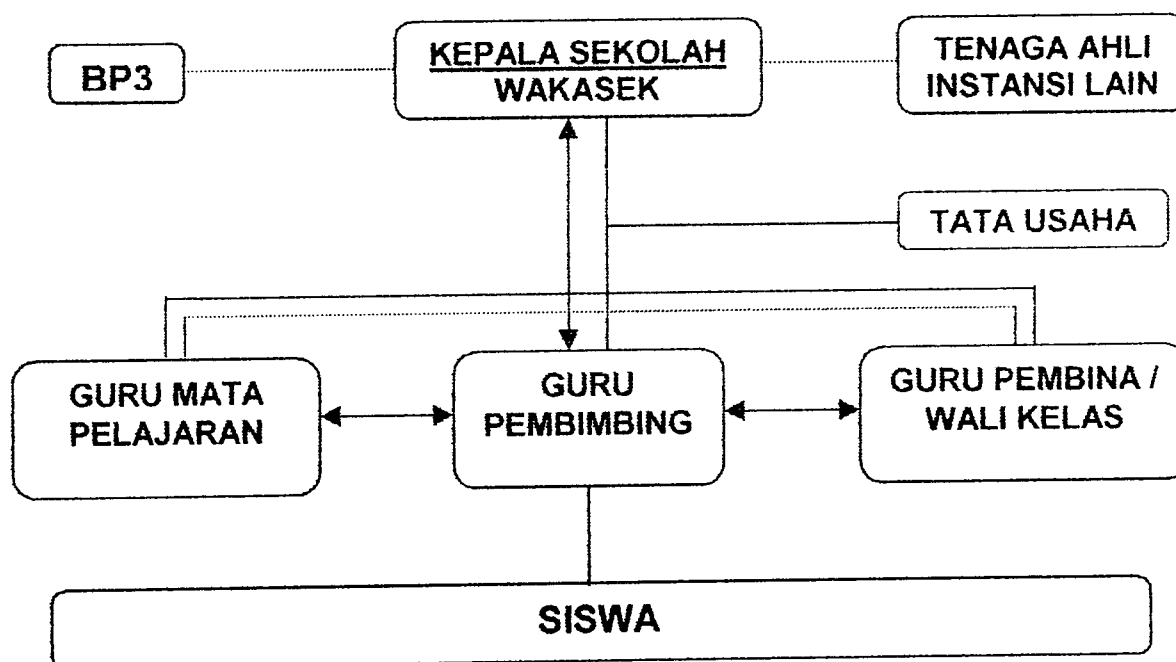 BP3
KEPALA SEKOLAH
WAKASEK
TENAGA AHLI
INSTANSI LAIN
TATA USAHA
GURU MATA
PELAJARAN
GURU
PEMBIMBING
GURU PEMBINA /
WALI KELAS
SISWA